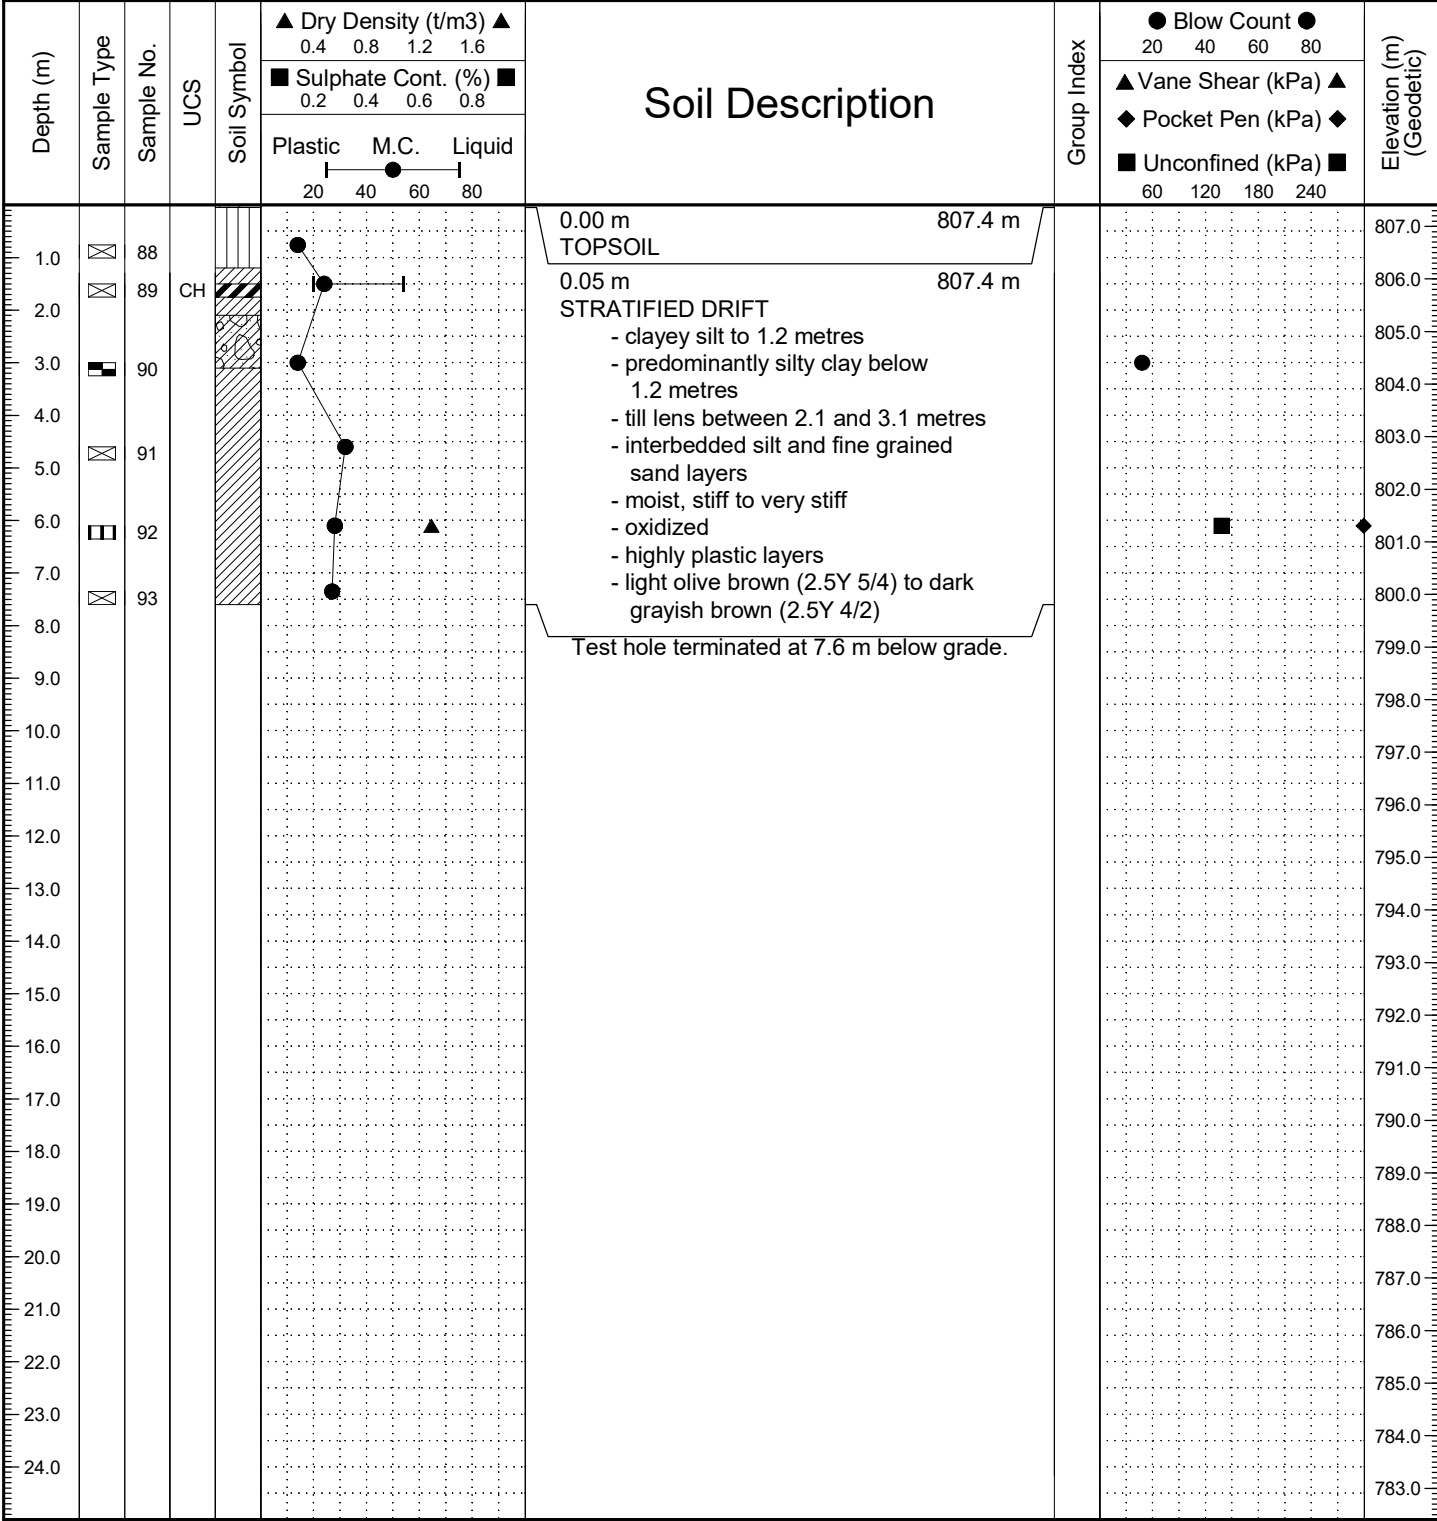 Depth (m)
Sample Type
Sample No.
UCS
Soil Symbol
▲ Dry Density (t/m3) ▲
0.4 0.8 1.2 1.6
■ Sulphate Cont. (%) ■
0.2 0.4 0.6 0.8
Plastic M.C. Liquid
20 40 60 80
Soil Description
Group Index
● Blow Count ●
20 40 60 80
▲ Vane Shear (kPa) ▲
◆ Pocket Pen (kPa) ◆
■ Unconfined (kPa) ■
60 120 180 240
Elevation (m)
(Geodetic)
1.0
2.0
3.0
4.0
5.0
6.0
7.0
8.0
9.0
10.0
11.0
12.0
13.0
14.0
15.0
16.0
17.0
18.0
19.0
20.0
21.0
22.0
23.0
24.0
88
89
90
91
92
93
CH
0.00 m 807.4 m
TOPSOIL
0.05 m 807.4 m
STRATIFIED DRIFT
- clayey silt to 1.2 metres
- predominantly silty clay below
1.2 metres
- till lens between 2.1 and 3.1 metres
- interbedded silt and fine grained
sand layers
- moist, stiff to very stiff
- oxidized
- highly plastic layers
- light olive brown (2.5Y 5/4) to dark
grayish brown (2.5Y 4/2)
Test hole terminated at 7.6 m below grade.
807.0
806.0
805.0
804.0
803.0
802.0
801.0
800.0
799.0
798.0
797.0
796.0
795.0
794.0
793.0
792.0
791.0
790.0
789.0
788.0
787.0
786.0
785.0
784.0
783.0